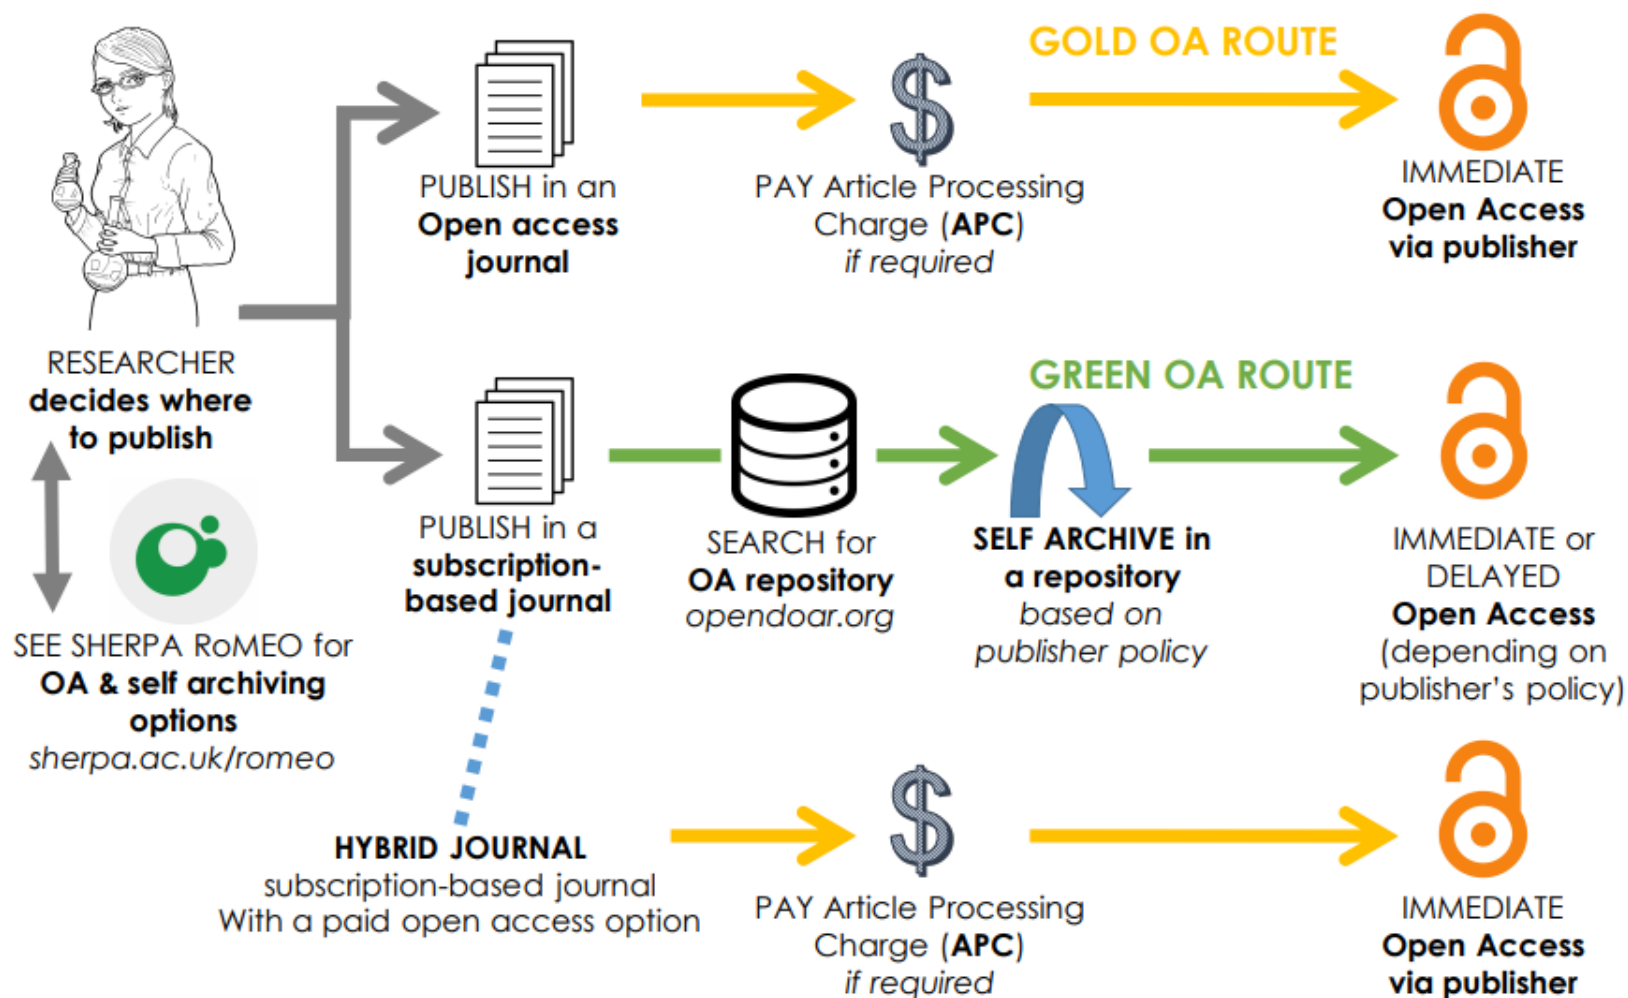 GOLD OA ROUTE
PUBLISH in an
Open access
journal
PAY Article Processing
Charge (APC)
if required
IMMEDIATE
Open Access
via publisher
RESEARCHER
decides where
to publish
SEE SHERPA RoMEO for
OA & self archiving
options
sherpa.ac.uk/romeo
GREEN OA ROUTE
PUBLISH in a
subscription-
based journal
SEARCH for
OA repository
opendoar.org
SELF ARCHIVE in
a repository
based on
publisher policy
IMMEDIATE or
DELAYED
Open Access
(depending on
publisher's policy)
HYBRID JOURNAL
subscription-based journal
With a paid open access option
PAY Article Processing
Charge (APC)
if required
IMMEDIATE
Open Access
via publisher